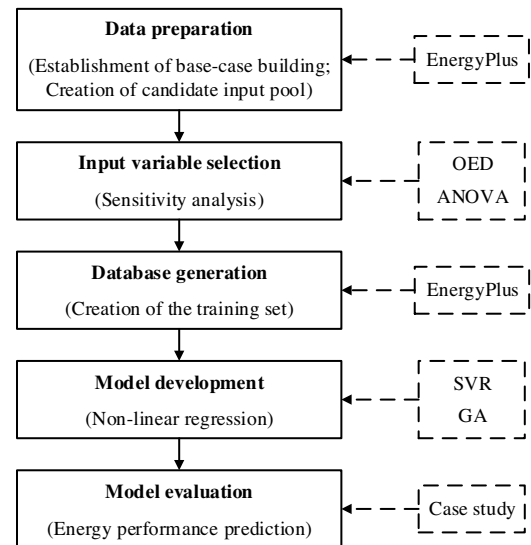 Data preparation
(Establishment of base-case building;
Creation of candidate input pool)
EnergyPlus
Input variable selection
(Sensitivity analysis)
OED
ANOVA
Database generation
(Creation of the training set)
EnergyPlus
Model development
(Non-linear regression)
SVR
GA
Model evaluation
(Energy performance prediction)
Case study